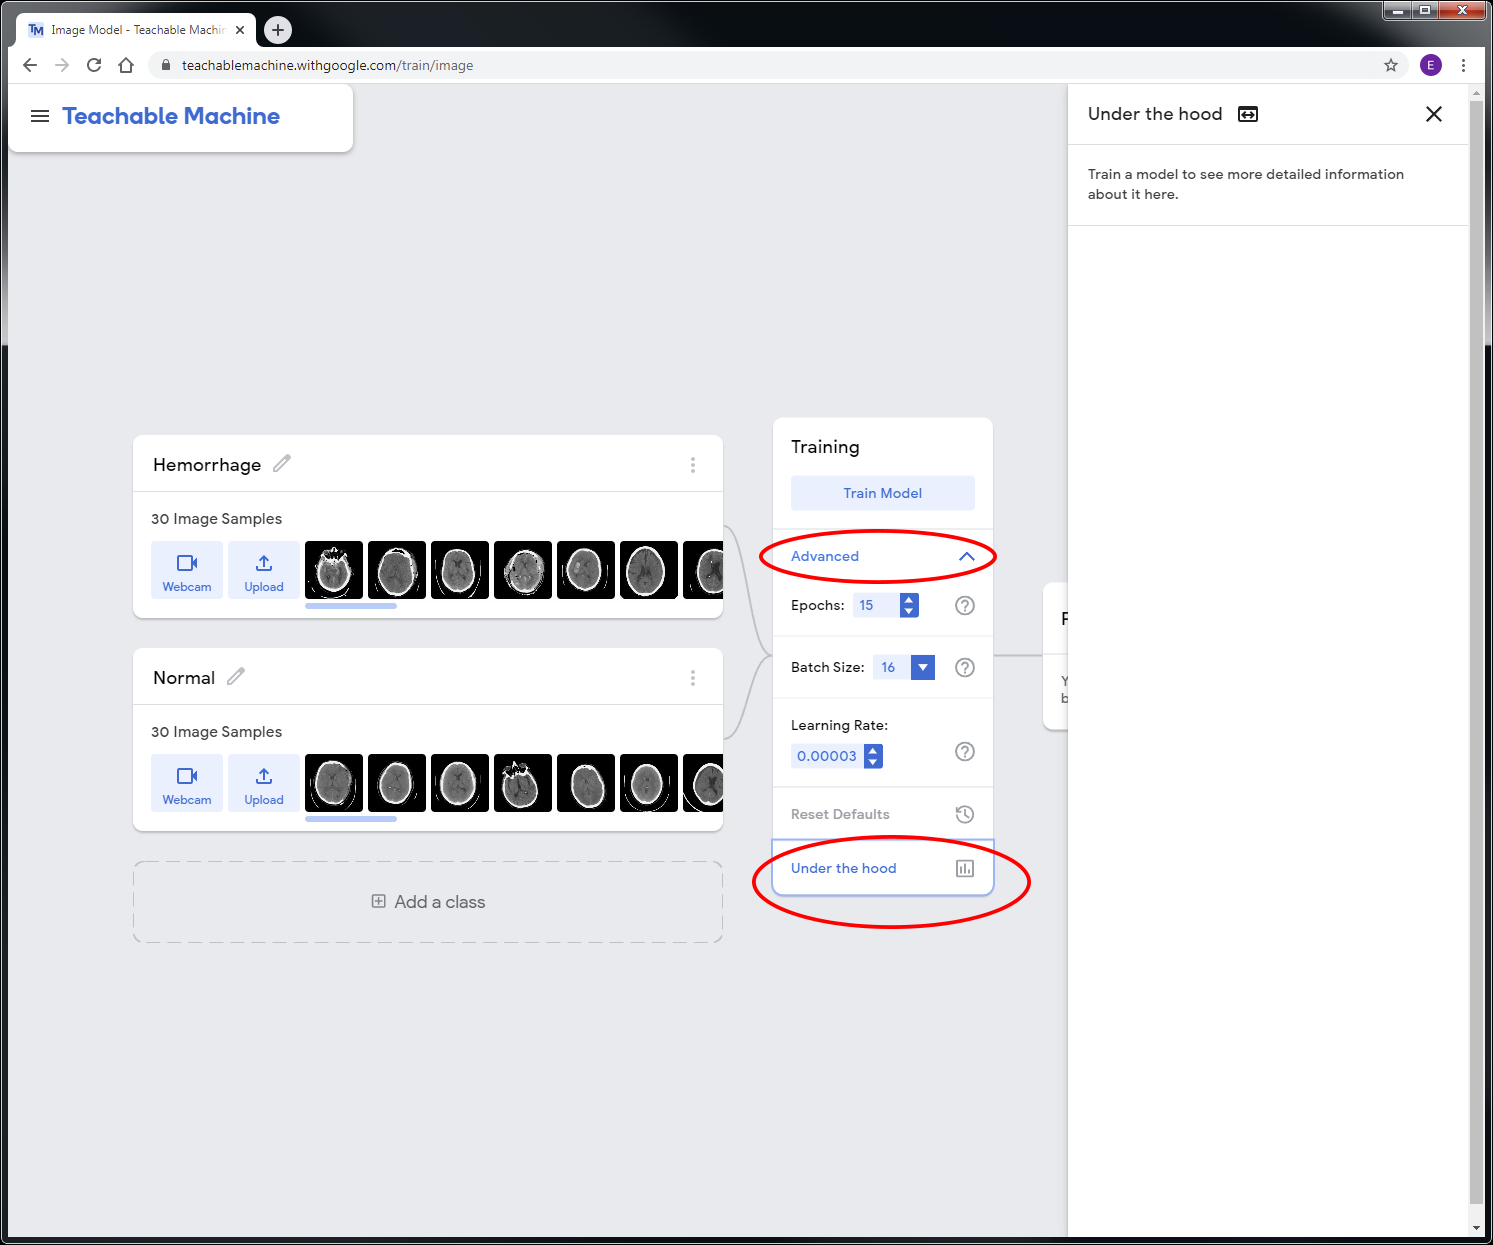 TM Image Model - Teachable Machin
teachablemachine.withgoogle.com/train/image
E
Teachable Machine
Under the hood
Train a model to see more detailed information
about it here.
Hemorrhage
30 Image Samples
Webcam
Upload
Normal
30 Image Samples
Webcam
Upload
Add a class
Training
Train Model
Advanced
Epochs: 15
Batch Size: 16
Learning Rate:
0.00003
Reset Defaults
Under the hood